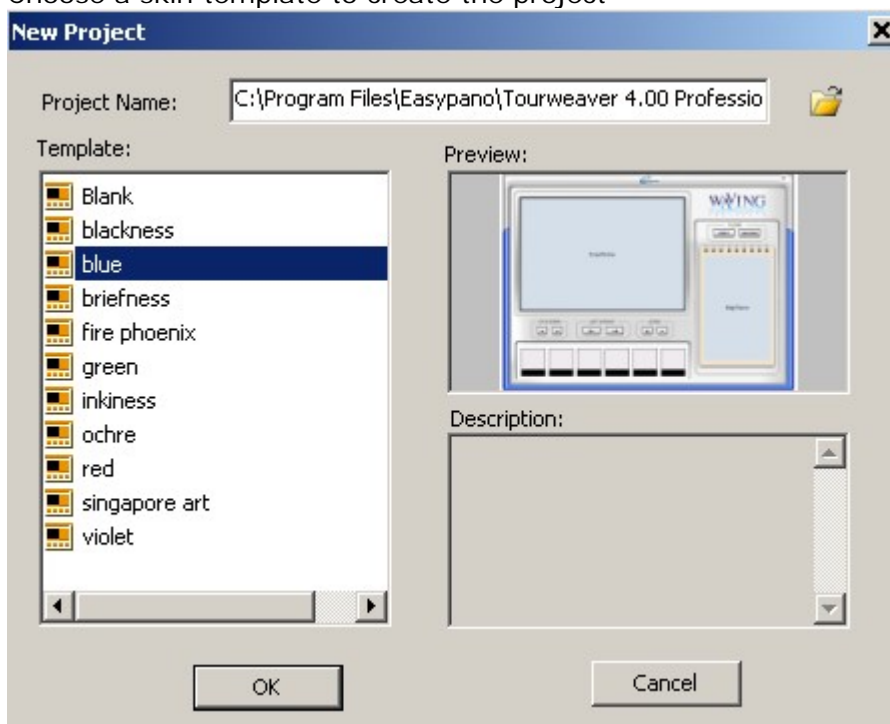 Choose a skin template to create the project
New Project
Project Name:
C:\Program Files\Easypano\Tourweaver 4.00 Professio
Template:
Preview:
Blank
blackness
blue
briefness
fire phoenix
green
inkiness
ochre
red
singapore art
violet
WAVING
Description:
OK
Cancel